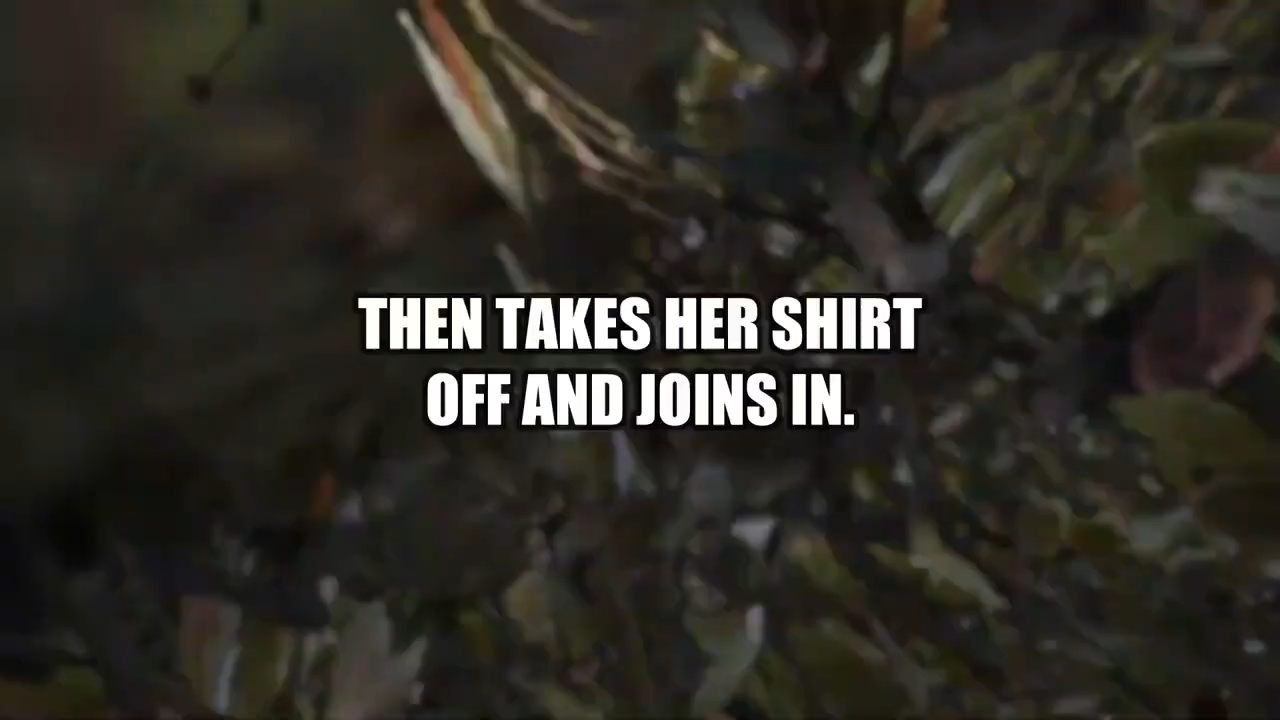 THEN TAKES HER SHIRT
OFF AND JOINS IN.